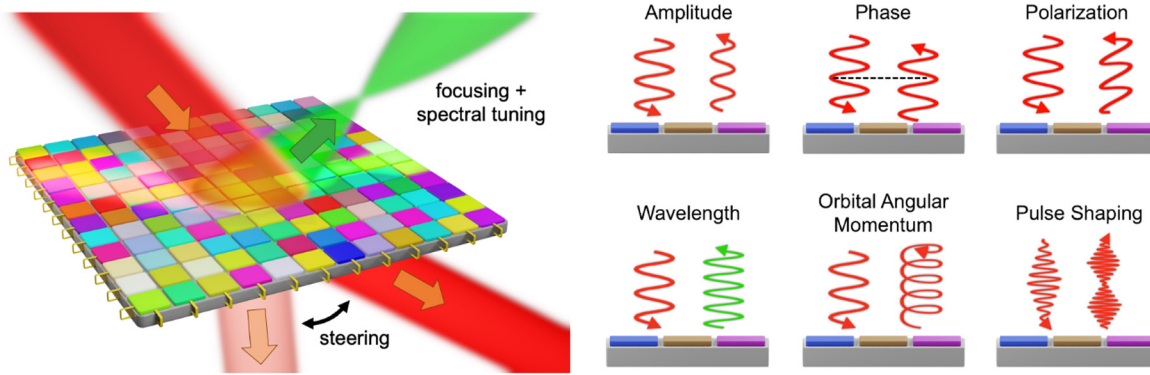 focusing +
spectral tuning
steering
Amplitude
Phase
Polarization
Wavelength
Orbital Angular
Momentum
Pulse Shaping